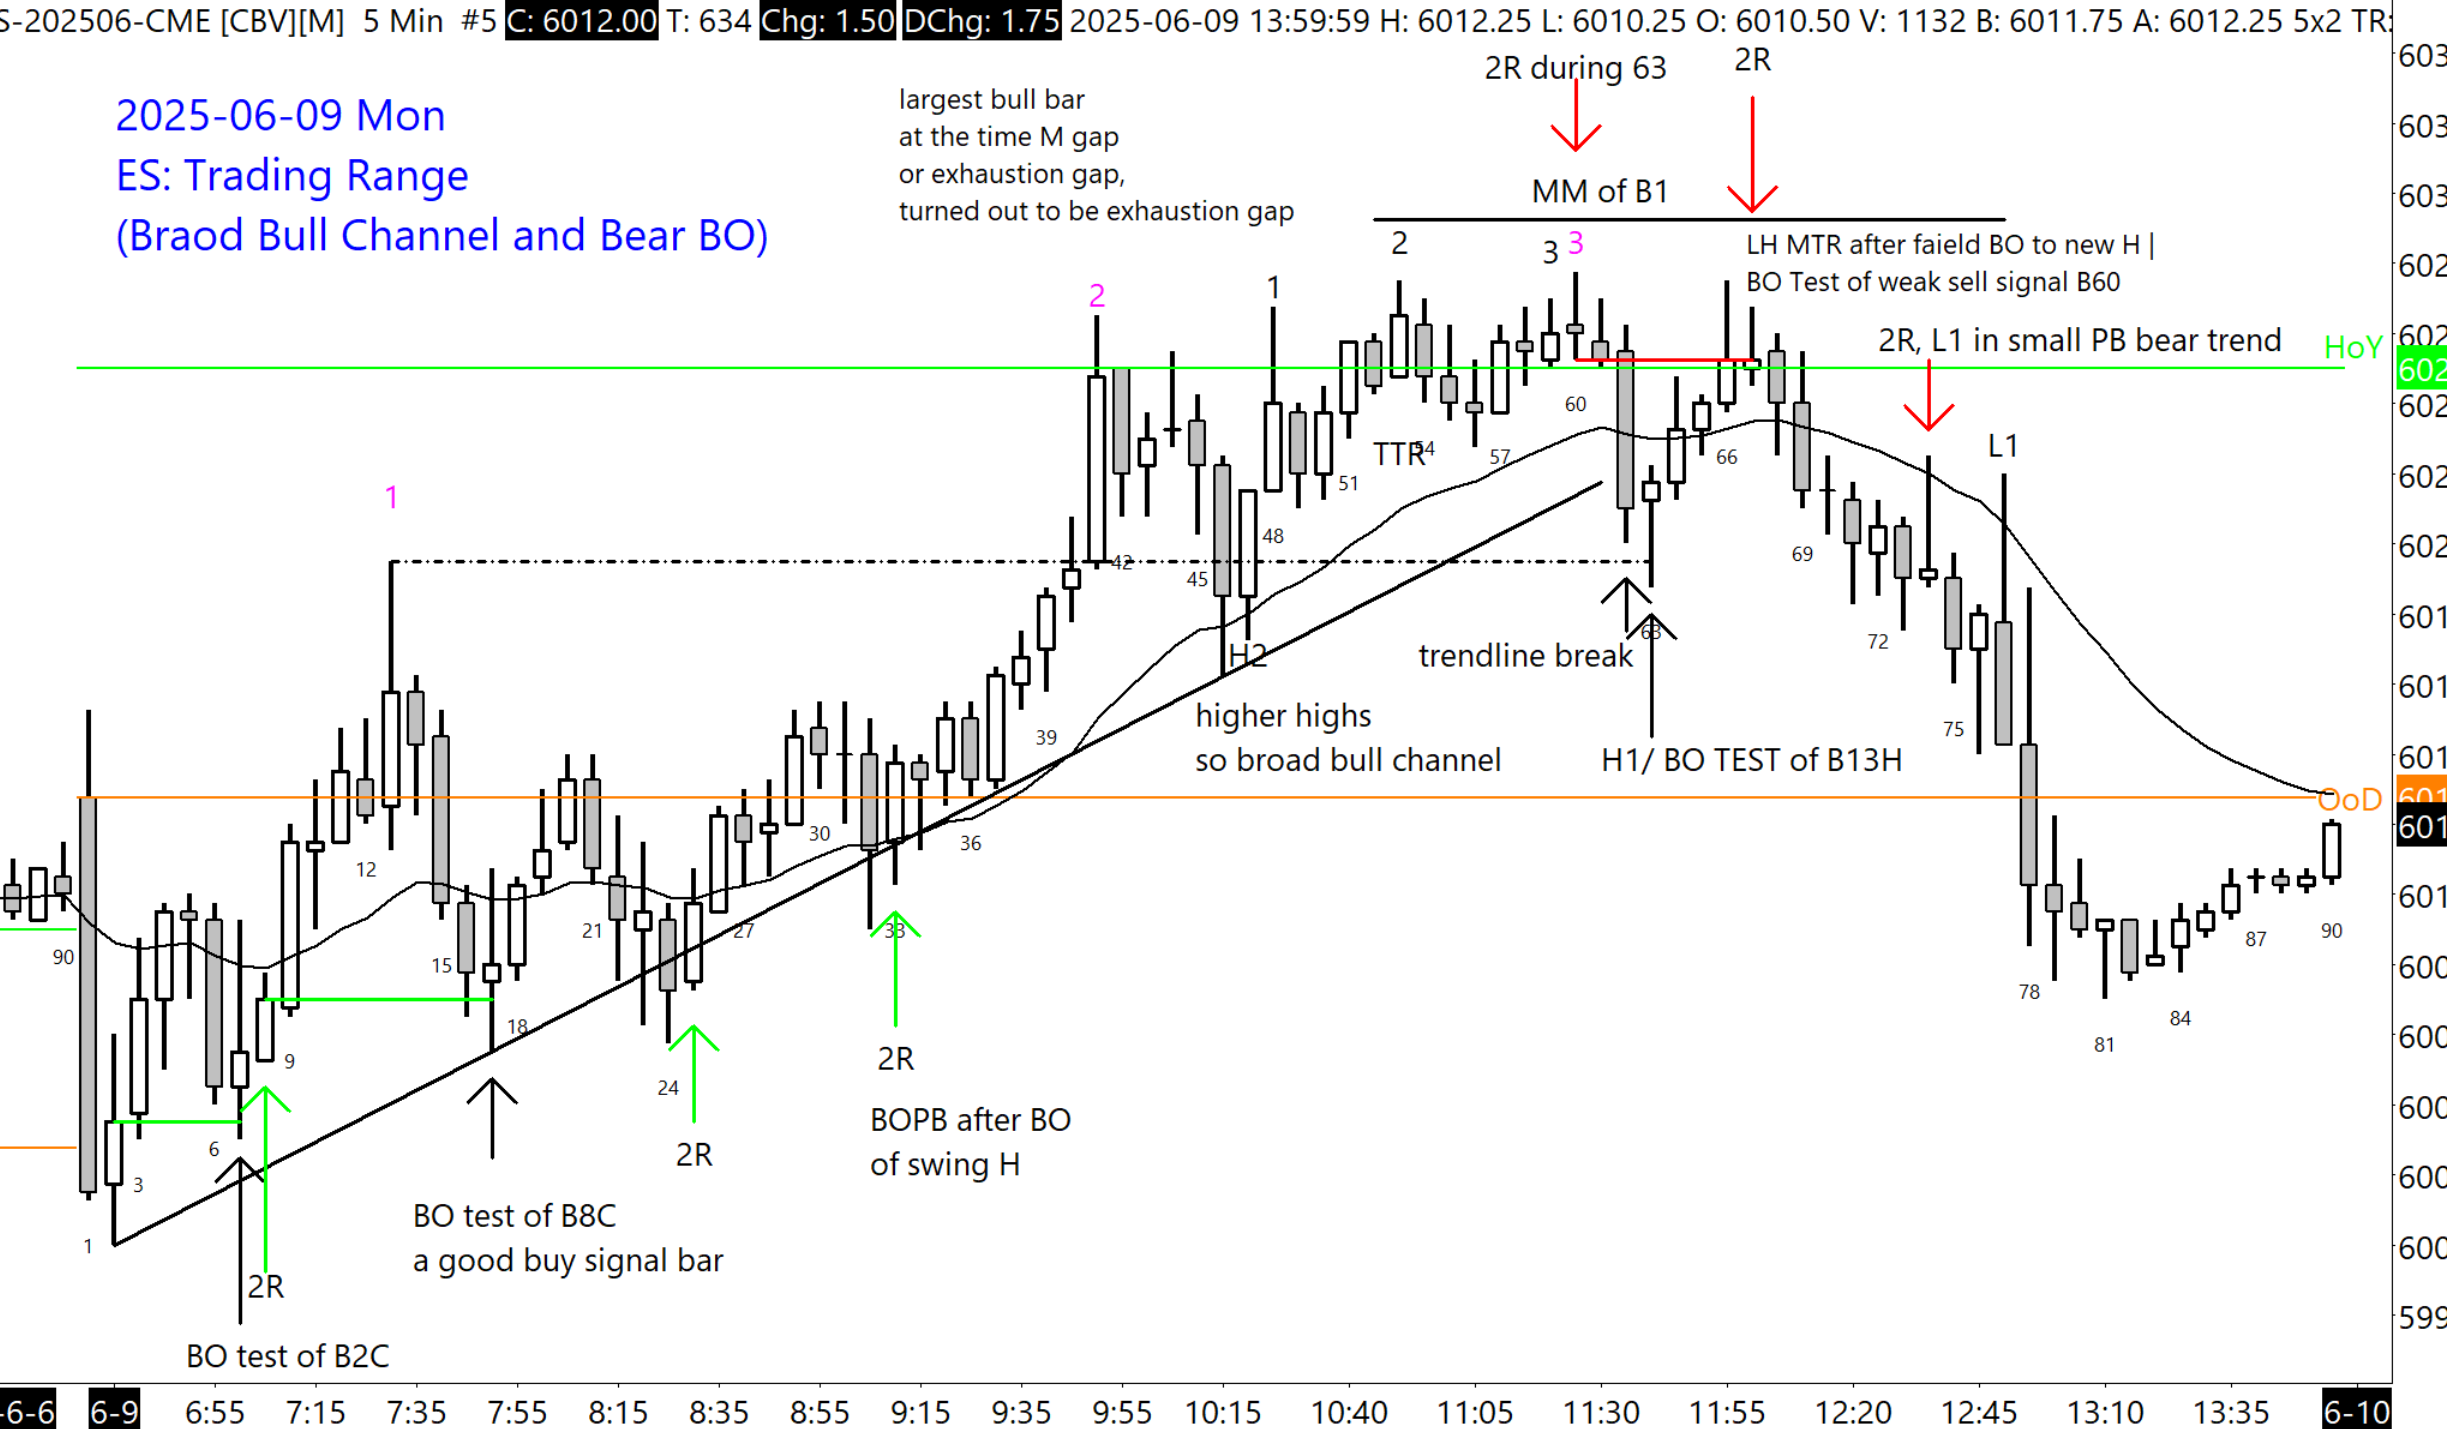 S-202506-CME [CBV][M] 5 Min #5 C: 6012.00 T: 634 Chg: 1.50 DChg: 1.75 2025-06-09 13:59:59 H: 6012.25 L: 6010.25 O: 6010.50 V: 1132 B: 6011.75 A: 6012.25 5x2 TR:
2025-06-09 Mon
ES: Trading Range
(Braod Bull Channel and Bear BO)
largest bull bar
at the time M gap
or exhaustion gap,
turned out to be exhaustion gap
2R during 63
2R
MM of B1
LH MTR after faield BO to new H |
BO Test of weak sell signal B60
2R, L1 in small PB bear trend
HoY
1
2
1
2
3
3
L1
TTR
H2
higher highs
so broad bull channel
trendline break
H1/ BO TEST of B13H
OoD
BOPB after BO
of swing H
2R
2R
2R
BO test of B8C
a good buy signal bar
BO test of B2C
90
1
3
6
9
12
15
18
21
24
27
30
33
36
39
42
45
48
51
54
57
60
63
66
69
72
75
78
81
84
87
90
603
603
603
602
602
602
602
602
602
601
601
601
601
601
601
600
600
600
600
600
599
-6-6
6-9
6:55
7:15
7:35
7:55
8:15
8:35
8:55
9:15
9:35
9:55
10:15
10:40
11:05
11:30
11:55
12:20
12:45
13:10
13:35
6-10